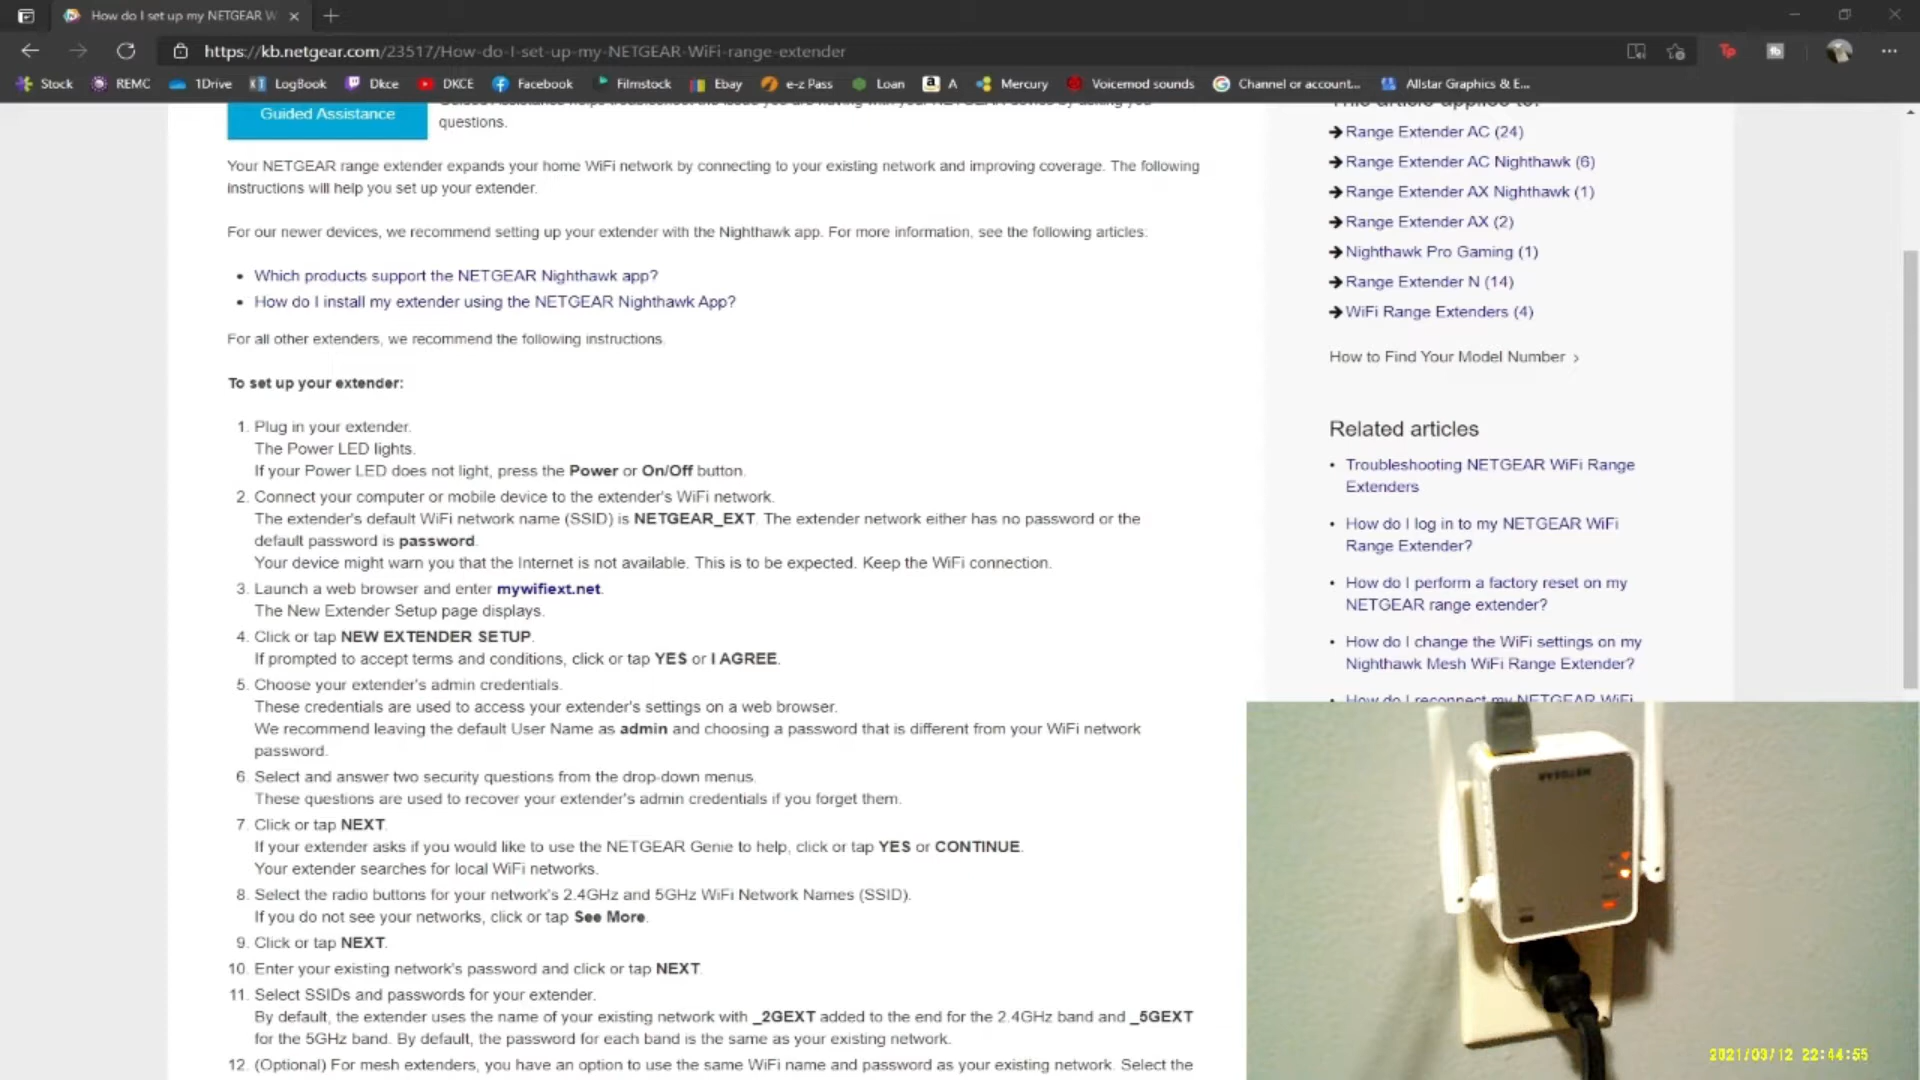 How do I set up my NETGEAR W
https://kb.netgear.com/23517/How-do-I-set-up-my-NETGEAR-WiFi-range-extender
Stock REMC 1Drive LogBook Dkce DKCE Facebook Filmstock Ebay e-z Pass Loan A Mercury Voicemod sounds Channel or account... Allstar Graphics & E...
Guided Assistance
questions.
Your NETGEAR range extender expands your home WiFi network by connecting to your existing network and improving coverage. The following
instructions will help you set up your extender.
For our newer devices, we recommend setting up your extender with the Nighthawk app. For more information, see the following articles:
• Which products support the NETGEAR Nighthawk app?
• How do I install my extender using the NETGEAR Nighthawk App?
For all other extenders, we recommend the following instructions.
To set up your extender:
1. Plug in your extender.
The Power LED lights.
If your Power LED does not light, press the Power or On/Off button.
2. Connect your computer or mobile device to the extender's WiFi network.
The extender's default WiFi network name (SSID) is NETGEAR_EXT. The extender network either has no password or the
default password is password.
Your device might warn you that the Internet is not available. This is to be expected. Keep the WiFi connection.
3. Launch a web browser and enter mywifiext.net.
The New Extender Setup page displays.
4. Click or tap NEW EXTENDER SETUP.
If prompted to accept terms and conditions, click or tap YES or I AGREE.
5. Choose your extender's admin credentials.
These credentials are used to access your extender's settings on a web browser.
We recommend leaving the default User Name as admin and choosing a password that is different from your WiFi network
password.
6. Select and answer two security questions from the drop-down menus.
These questions are used to recover your extender's admin credentials if you forget them.
7. Click or tap NEXT.
If your extender asks if you would like to use the NETGEAR Genie to help, click or tap YES or CONTINUE.
Your extender searches for local WiFi networks.
8. Select the radio buttons for your network's 2.4GHz and 5GHz WiFi Network Names (SSID).
If you do not see your networks, click or tap See More.
9. Click or tap NEXT.
10. Enter your existing network's password and click or tap NEXT.
11. Select SSIDs and passwords for your extender.
By default, the extender uses the name of your existing network with _2GEXT added to the end for the 2.4GHz band and _5GEXT
for the 5GHz band. By default, the password for each band is the same as your existing network.
12. (Optional) For mesh extenders, you have an option to use the same WiFi name and password as your existing network. Select the
This article applies to:
Range Extender AC (24)
Range Extender AC Nighthawk (6)
Range Extender AX Nighthawk (1)
Range Extender AX (2)
Nighthawk Pro Gaming (1)
Range Extender N (14)
WiFi Range Extenders (4)
How to Find Your Model Number >
Related articles
• Troubleshooting NETGEAR WiFi Range
Extenders
• How do I log in to my NETGEAR WiFi
Range Extender?
• How do I perform a factory reset on my
NETGEAR range extender?
• How do I change the WiFi settings on my
Nighthawk Mesh WiFi Range Extender?
• How do I reconnect my NETGEAR WiFi
NETGEAR
2021/03/12 22:44:55